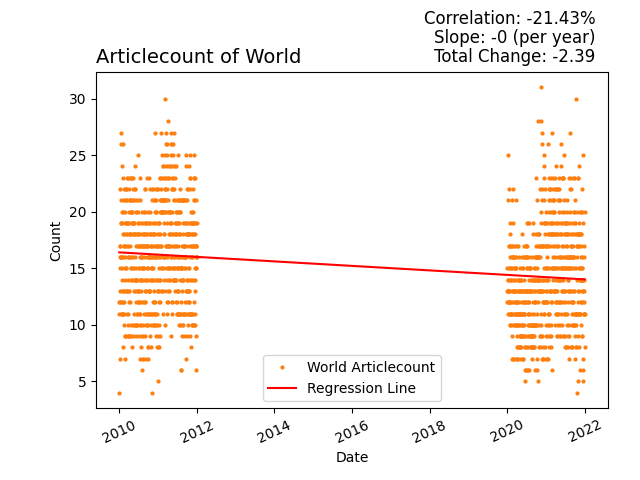 Correlation: -21.43%
Slope: -0 (per year)
Articlecount of World
Total Change: -2.39
30
25
20
15
10
5
Count
World Articlecount
Regression Line
2010
2012
2014
2016
2018
2020
2022
Date